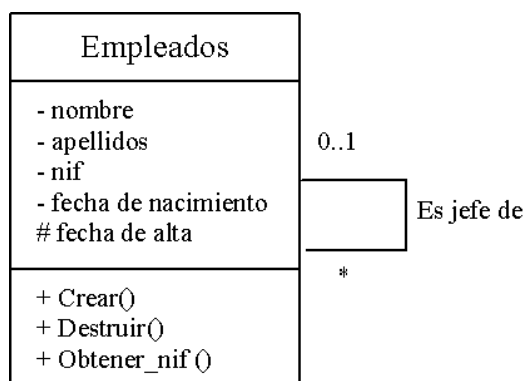 Empleados
- nombre
- apellidos
- nif
- fecha de nacimiento
# fecha de alta
0..1
Es jefe de
*
+ Crear()
+ Destruir()
+ Obtener_nif ()